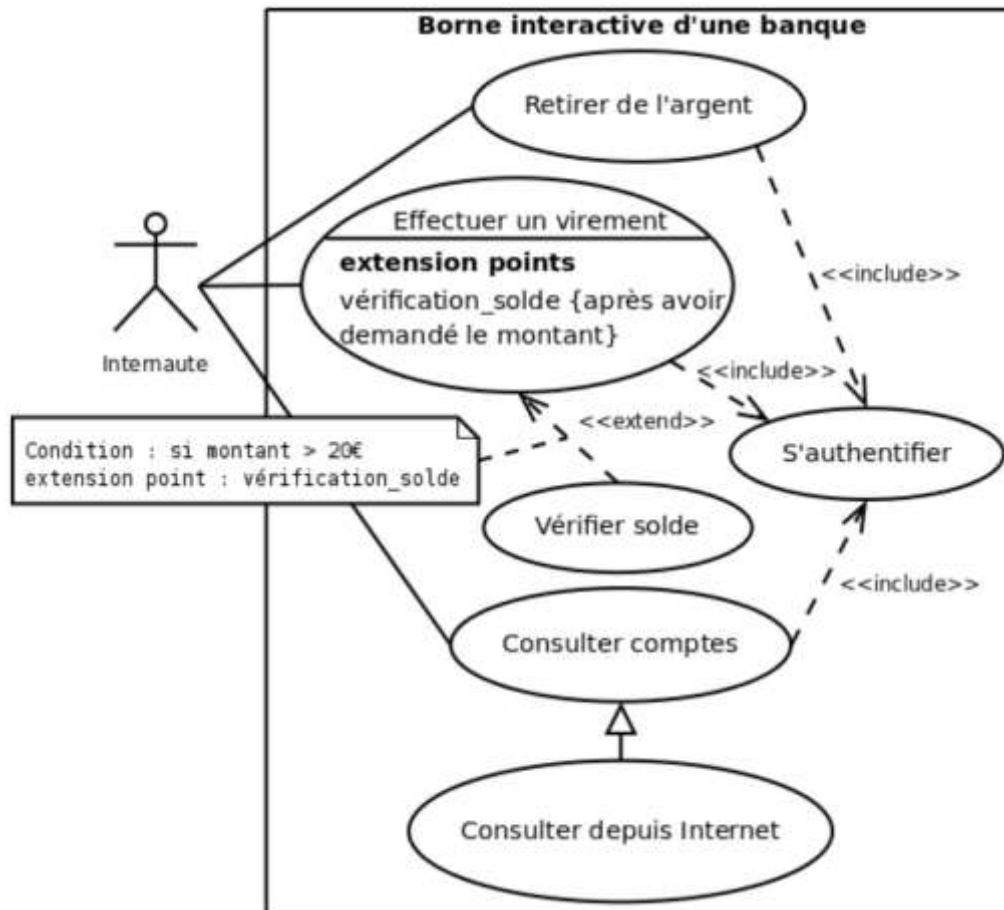 Borne interactive d'une banque
Retirer de l'argent
Effectuer un virement
extension points
vérification_solde {après avoir
demandé le montant}
<<include>>
Internaute
<<include>>
<<extend>>
Condition : si montant > 20€
extension point : vérification_solde
S'authentifier
Vérifier solde
<<include>>
Consulter comptes
Consulter depuis Internet